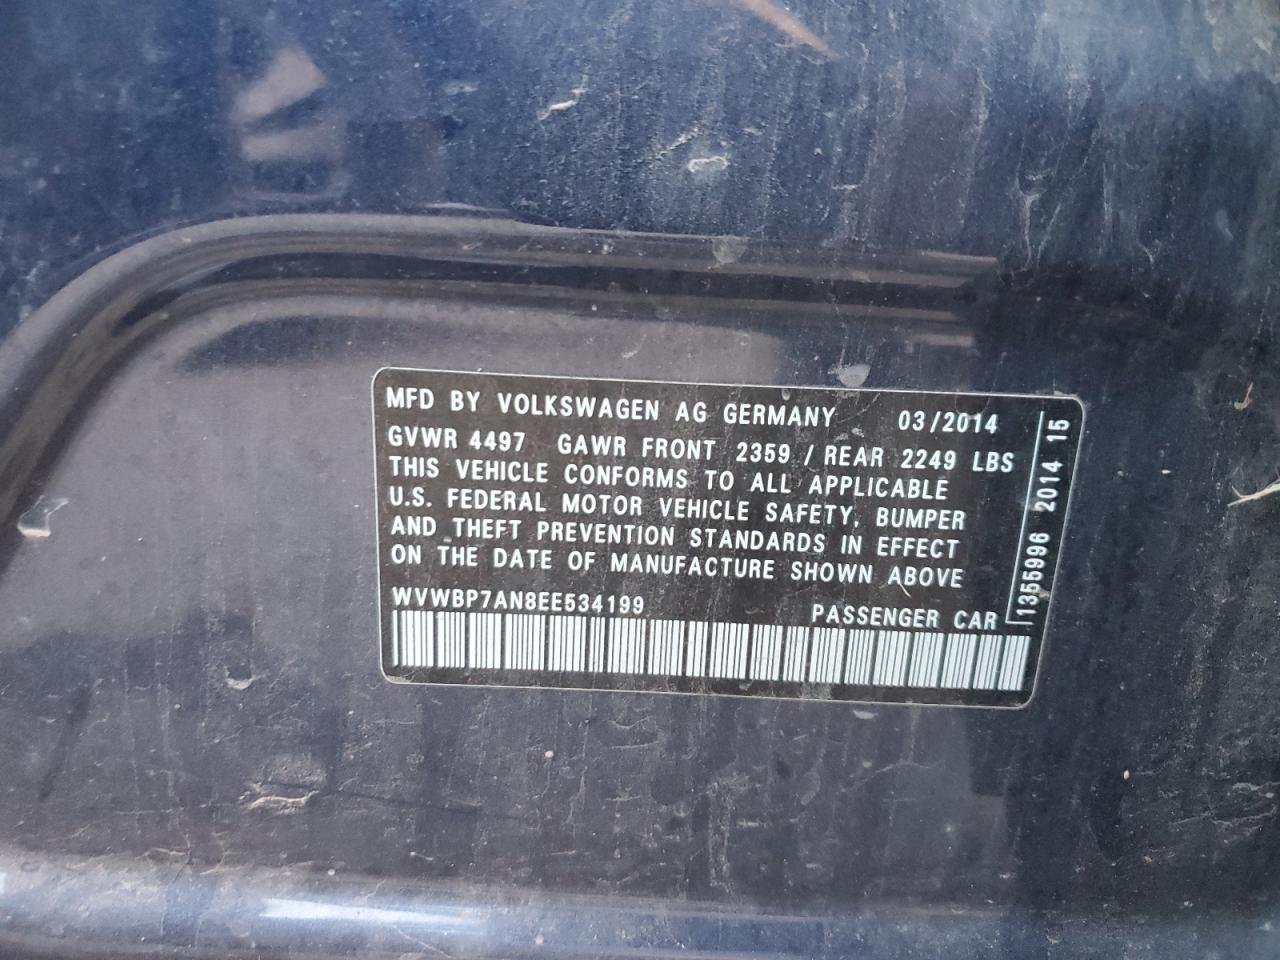 MFD BY VOLKSWAGEN AG GERMANY 03/2014
GVWR 4497 GAWR FRONT 2359 / REAR 2249 LBS
THIS VEHICLE CONFORMS TO ALL APPLICABLE
U.S. FEDERAL MOTOR VEHICLE SAFETY, BUMPER
AND THEFT PREVENTION STANDARDS IN EFFECT
ON THE DATE OF MANUFACTURE SHOWN ABOVE
WVWBP7AN8EE534199 PASSENGER CAR
1355996 2014 15